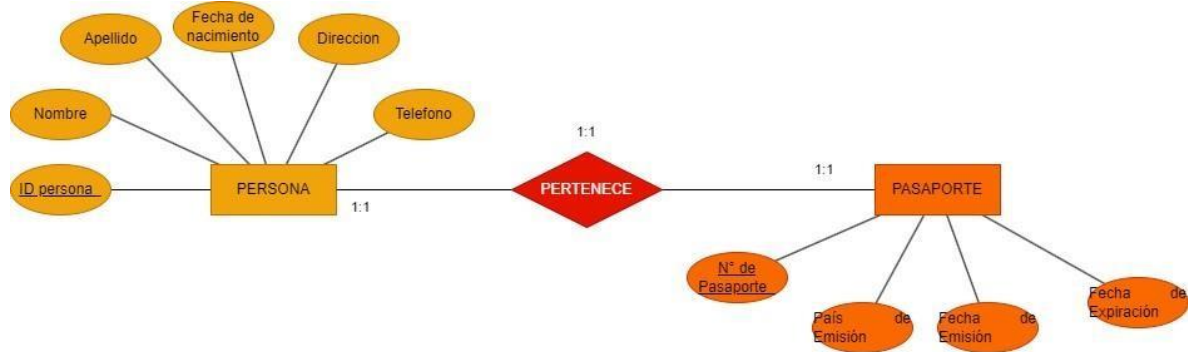 Fecha de
nacimiento
Apellido
Direccion
Nombre
Telefono
1:1
ID persona
PERSONA
PERTENECE
1:1
PASAPORTE
1:1
N° de
Pasaporte
País de
Emisión
Fecha de
Emisión
Fecha de
Expiración